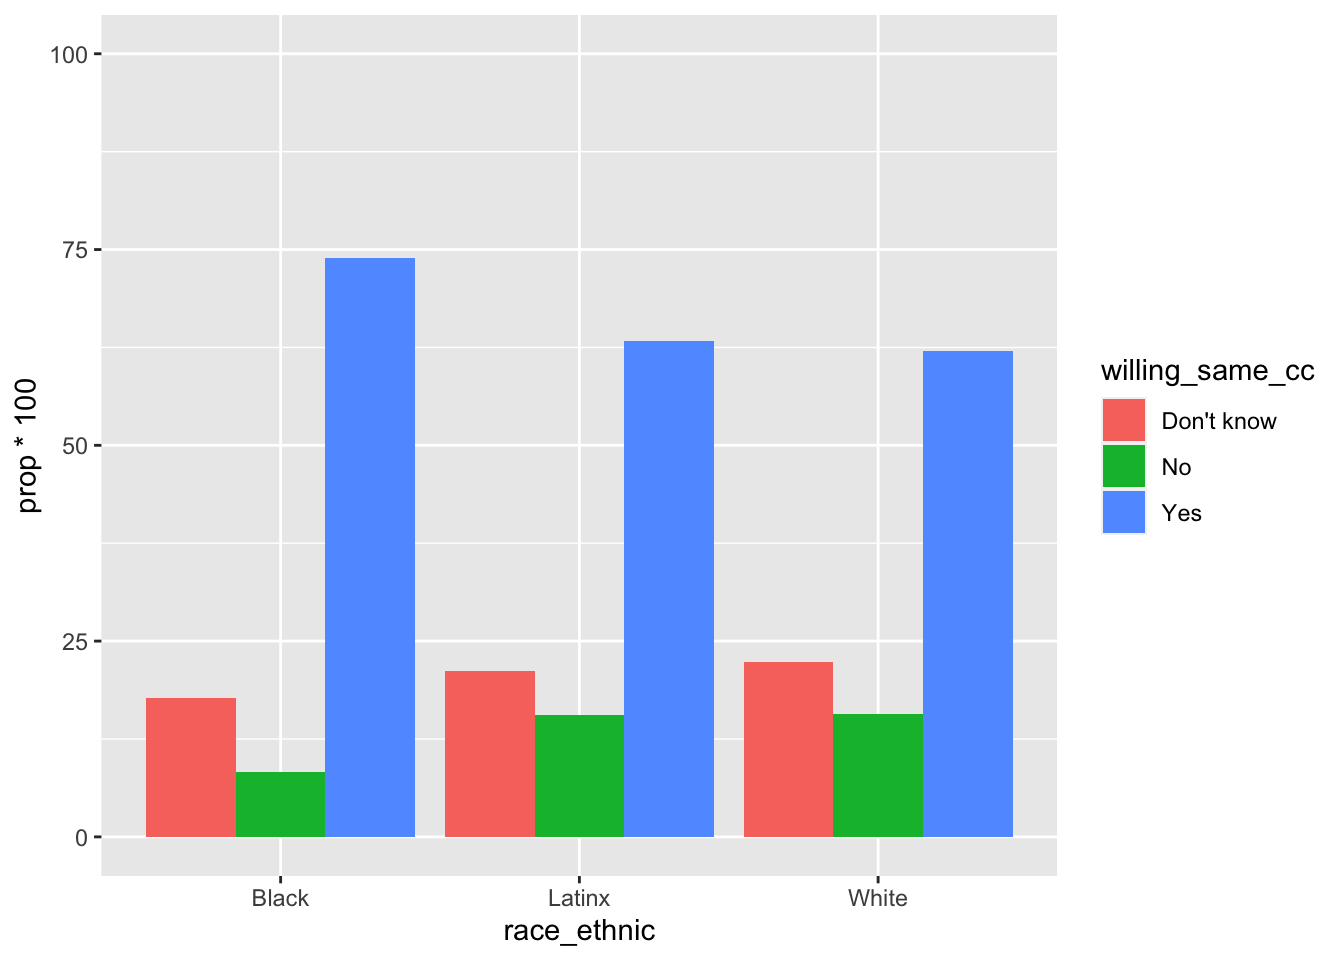 prop * 100
100
75
50
25
0
Black
Latinx
White
race_ethnic
willing_same_cc
Don't know
No
Yes